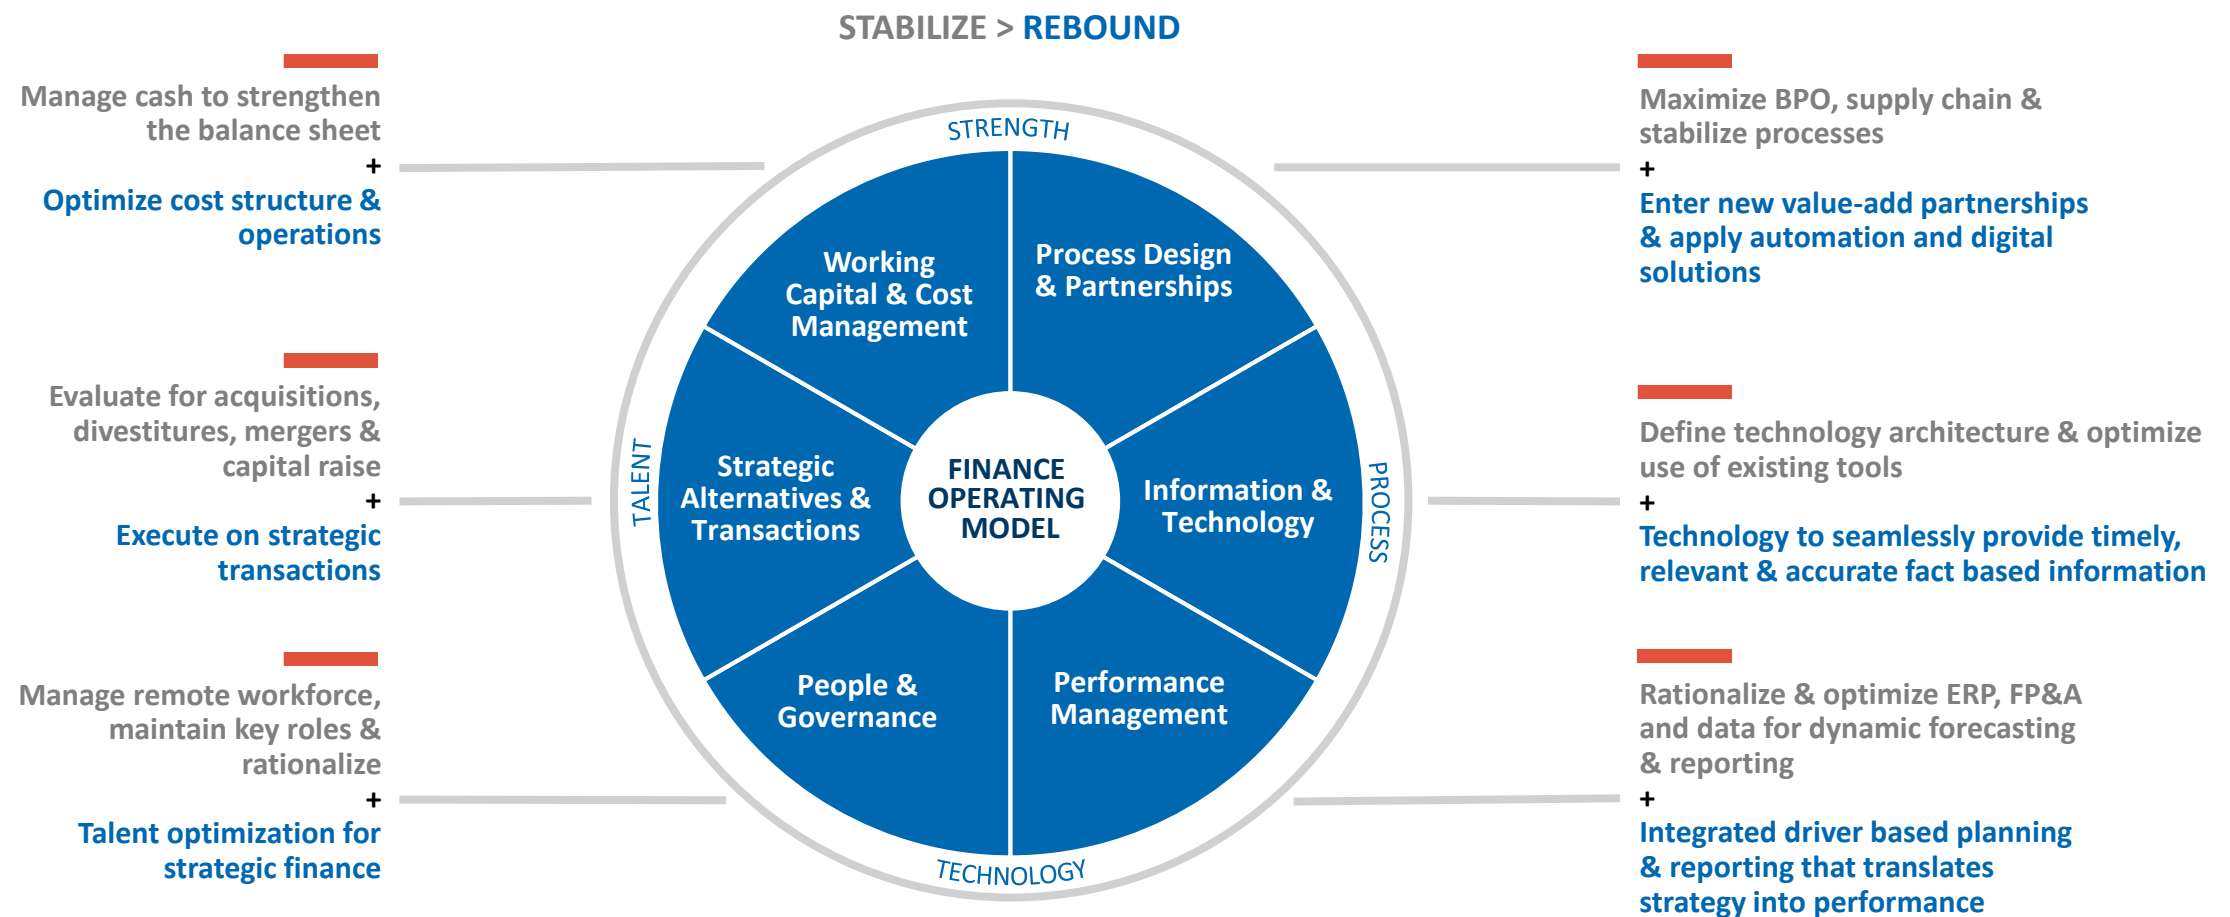 STABILIZE > REBOUND
Manage cash to strengthen
the balance sheet
+
Optimize cost structure &
operations
Evaluate for acquisitions,
divestitures, mergers &
capital raise
+
Execute on strategic
transactions
Manage remote workforce,
maintain key roles &
rationalize
+
Talent optimization for
strategic finance
STRENGTH
TALENT
PROCESS
TECHNOLOGY
Working
Capital & Cost
Management
Process Design
& Partnerships
Strategic
Alternatives &
Transactions
FINANCE
OPERATING
MODEL
Information &
Technology
People &
Governance
Performance
Management
Maximize BPO, supply chain &
stabilize processes
+
Enter new value-add partnerships
& apply automation and digital
solutions
Define technology architecture & optimize
use of existing tools
+
Technology to seamlessly provide timely,
relevant & accurate fact based information
Rationalize & optimize ERP, FP&A
and data for dynamic forecasting
& reporting
+
Integrated driver based planning
& reporting that translates
strategy into performance